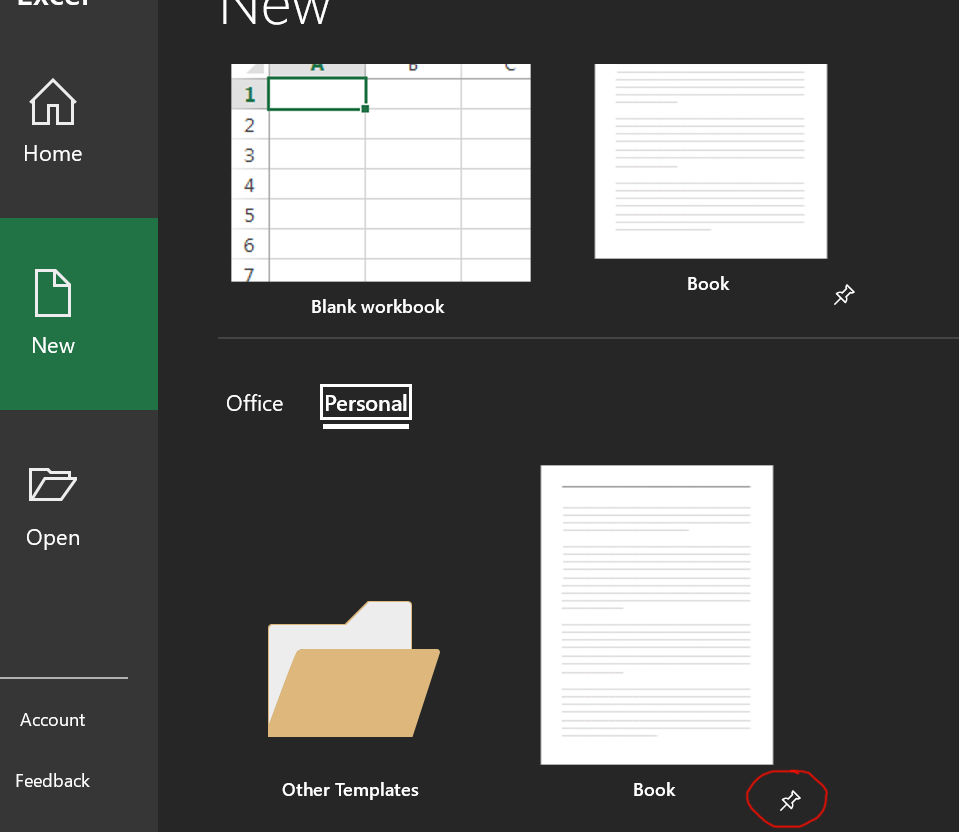 Excel
New
Home
New
Open
Account
Feedback
A B C
1
2
3
4
5
6
7
Blank workbook
Book
Office Personal
Other Templates
Book